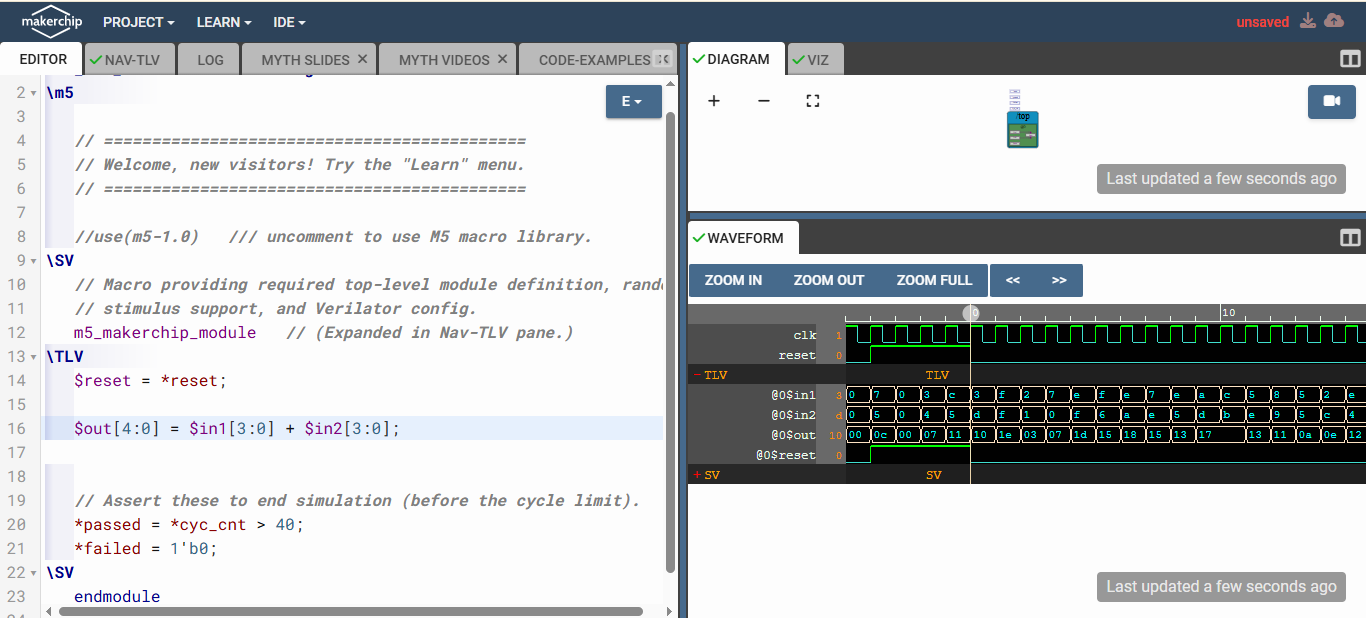 makerchip PROJECT LEARN IDE unsaved
EDITOR NAV-TLV LOG MYTH SLIDES MYTH VIDEOS CODE-EXAMPLES
2 \m5
E
3
4 // ===========================================
5 // Welcome, new visitors! Try the "Learn" menu.
6 // ===========================================
7
8 //use(m5-1.0) /// uncomment to use M5 macro library.
9 \SV
10 // Macro providing required top-level module definition, rand
11 // stimulus support, and Verilator config.
12 m5_makerchip_module // (Expanded in Nav-TLV pane.)
13 \TLV
14 $reset = *reset;
15
16 $out[4:0] = $in1[3:0] + $in2[3:0];
17
18
19 // Assert these to end simulation (before the cycle limit).
20 *passed = *cyc_cnt > 40;
21 *failed = 1'b0;
22 \SV
23 endmodule
DIAGRAM VIZ
/top
Last updated a few seconds ago
WAVEFORM
ZOOM IN ZOOM OUT ZOOM FULL << >>
0 10
clk 1
reset 0
- TLV TLV
@0$in1 3 0 7 0 3 c 3 f 2 7 e f e 7 e a c 5 8 5 2 e
@0$in2 d 0 5 0 4 5 d f 1 0 f 6 a e 5 d b e 9 5 c 4
@0$out 10 00 0c 00 07 11 10 1e 03 07 1d 15 18 15 13 17 13 11 0a 0e 12
@0$reset 0
+ SV SV
Last updated a few seconds ago